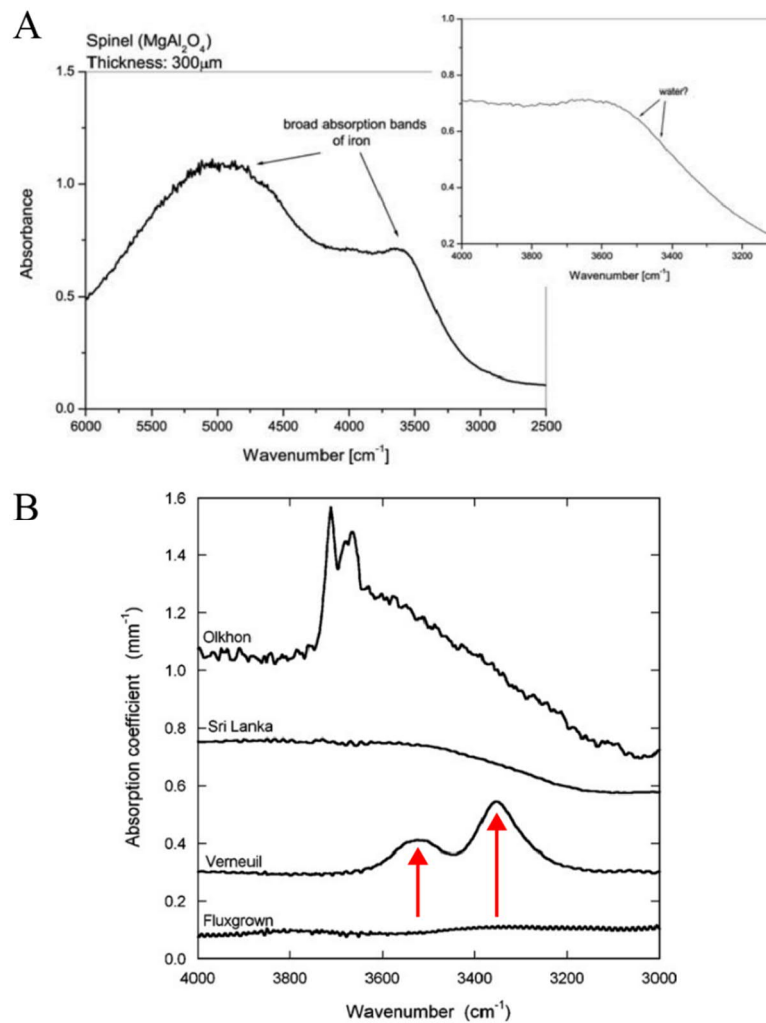 A
Spinel (MgAl₂O₄)
Thickness: 300µm
1.5
1.0
0.5
0.0
Absorbance
broad absorption bands
of iron
6000 5500 5000 4500 4000 3500 3000 2500
Wavenumber [cm⁻¹]
1.0
0.8
0.6
0.4
0.2
water?
4000 3800 3600 3400 3200
Wavenumber [cm⁻¹]
B
1.6
1.4
1.2
1.0
0.8
0.6
0.4
0.2
0.0
Absorption coefficient (mm⁻¹)
Olkhon
Sri Lanka
Verneuil
Fluxgrown
4000 3800 3600 3400 3200 3000
Wavenumber (cm⁻¹)